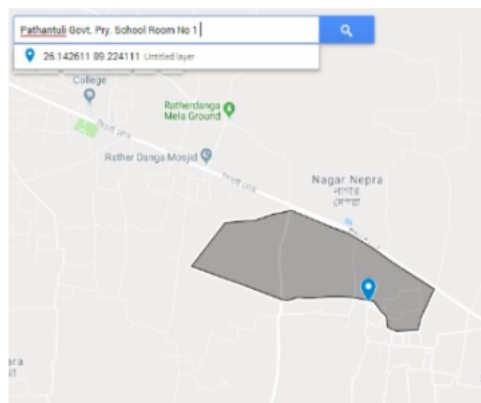 Pathantuli Govt. Pry. School Room No 1
26.142611 89.224111 Untitled layer
College
Ratherdanga
Mela Ground
Rather Danga Mosjid
Nagar Nepra
নগর
নেপরা